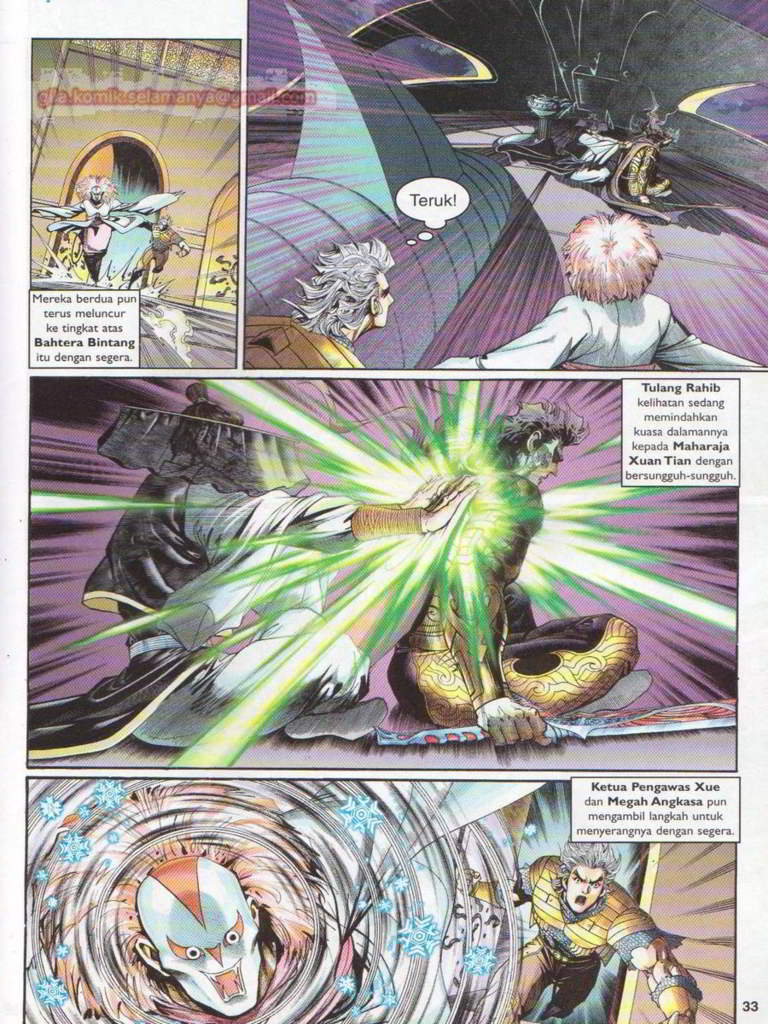 gila.komik.selamanya@gmail.com
Mereka berdua pun
terus meluncur
ke tingkat atas
Bahtera Bintang
itu dengan segera.
Teruk!
Tulang Rahib
kelihatan sedang
memindahkan
kuasa dalamannya
kepada Maharaja
Xuan Tian dengan
bersungguh-sungguh.
Ketua Pengawas Xue
dan Megah Angkasa pun
mengambil langkah untuk
menyerangnya dengan segera.
33